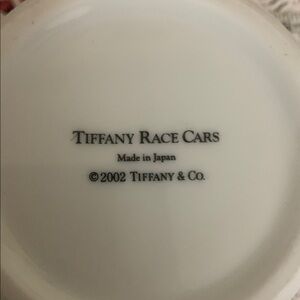 TIFFANY RACE CARS
Made in Japan
©2002 TIFFANY & CO.